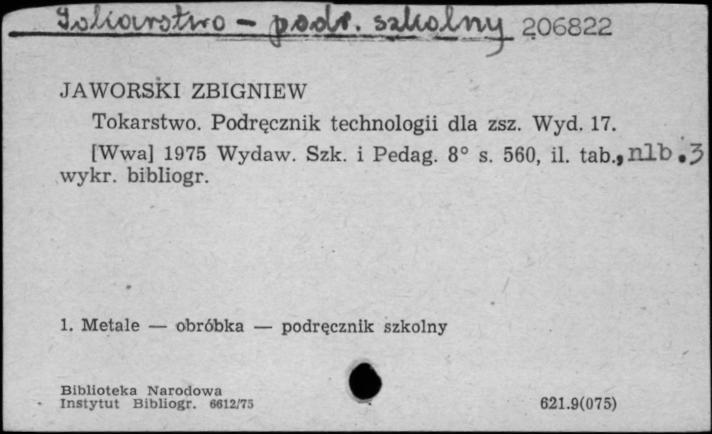 Tokarstwo - podr. szkolny 206822
JAWORSKI ZBIGNIEW
Tokarstwo. Podręcznik technologii dla zsz. Wyd. 17.
[Wwa] 1975 Wydaw. Szk. i Pedag. 8° s. 560, il. tab., nlb. 3
wykr. bibliogr.
1. Metale — obróbka — podręcznik szkolny
Biblioteka Narodowa
Instytut Bibliogr. 6612/75 621.9(075)